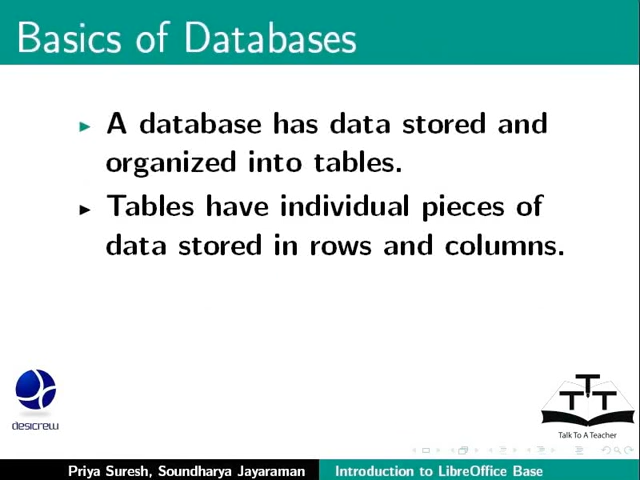 Basics of Databases
A database has data stored and
organized into tables.
Tables have individual pieces of
data stored in rows and columns.
desicrew
TTT
Talk To A Teacher
Priya Suresh, Soundharya Jayaraman
Introduction to LibreOffice Base